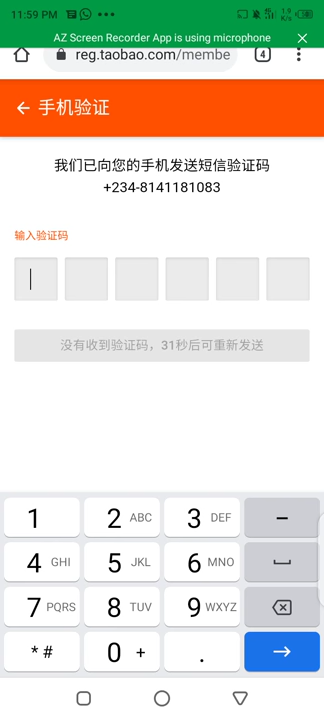 11:59 PM
4G
1.9 K/s
AZ Screen Recorder App is using microphone
reg.taobao.com/membe
4
手机验证
我们已向您的手机发送短信验证码
+234-8141181083
输入验证码
没有收到验证码，31秒后可重新发送
1 2 ABC 3 DEF –
4 GHI 5 JKL 6 MNO
7 PQRS 8 TUV 9 WXYZ
* # 0 + .